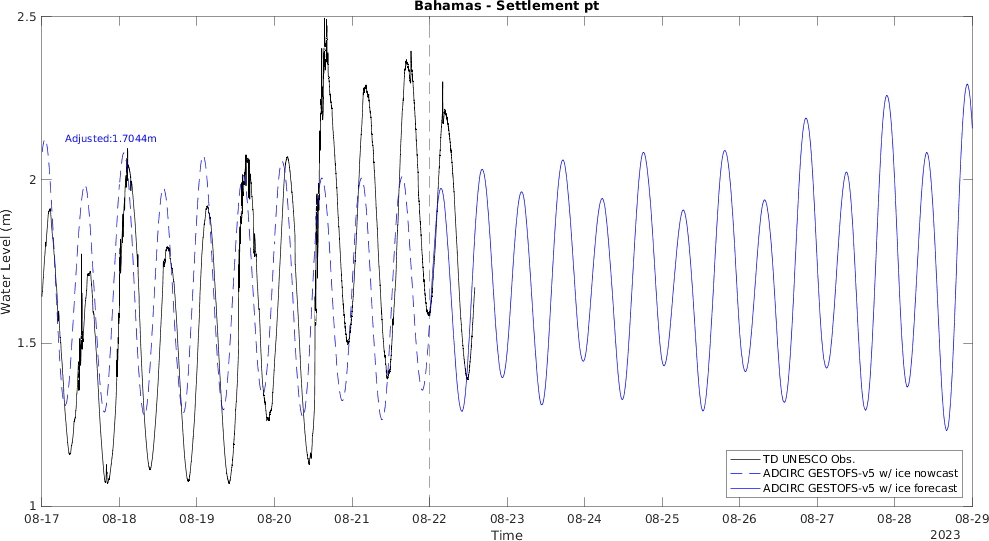 Bahamas - Settlement pt
Water Level (m)
2.5
2
1.5
1
Adjusted:1.7044m
TD UNESCO Obs.
ADCIRC GESTOFS-v5 w/ ice nowcast
ADCIRC GESTOFS-v5 w/ ice forecast
08-17 08-18 08-19 08-20 08-21 08-22 08-23 08-24 08-25 08-26 08-27 08-28 08-29
Time
2023